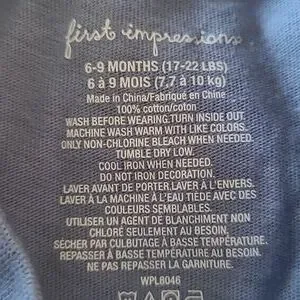 first impressions
6-9 MONTHS (17-22 LBS)
6 à 9 MOIS (7,7 à 10 kg)
Made in China/Fabriqué en Chine
100% cotton/coton
WASH BEFORE WEARING.TURN INSIDE OUT.
MACHINE WASH WARM WITH LIKE COLORS.
ONLY NON-CHLORINE BLEACH WHEN NEEDED.
TUMBLE DRY LOW.
COOL IRON WHEN NEEDED.
DO NOT IRON DECORATION.
LAVER AVANT DE PORTER.LAVER À L'ENVERS.
LAVER À LA MACHINE À L'EAU TIÈDE AVEC DES
COULEURS SEMBLABLES.
UTILISER UN AGENT DE BLANCHIMENT NON
CHLORÉ SEULEMENT AU BESOIN.
SÉCHER PAR CULBUTAGE À BASSE TEMPÉRATURE.
REPASSER À BASSE TEMPÉRATURE AU BESOIN.
NE PAS REPASSER LA GARNITURE.
WPL8046